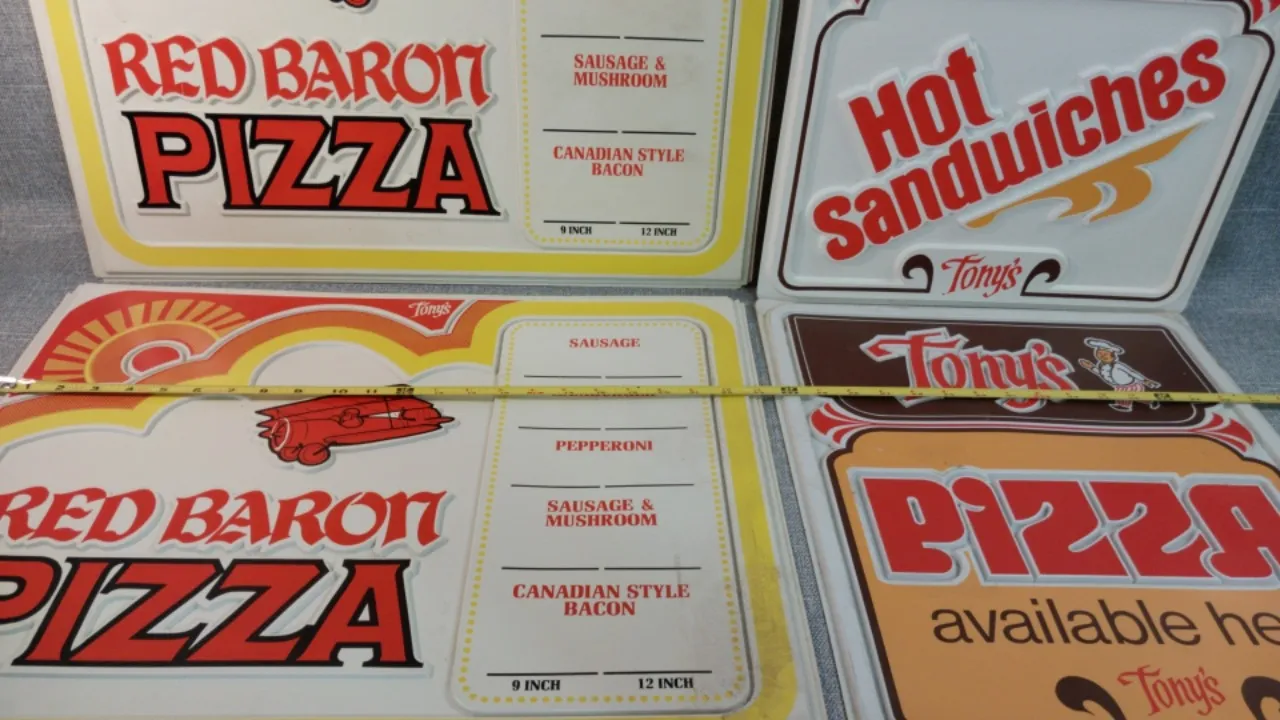 RED BARON
PIZZA
SAUSAGE &
MUSHROOM
CANADIAN STYLE
BACON
9 INCH 12 INCH
Hot
Sandwiches
Tony's
Tony's
RED BARON
PIZZA
SAUSAGE
PEPPERONI
SAUSAGE &
MUSHROOM
CANADIAN STYLE
BACON
9 INCH 12 INCH
Tony's
PIZZA
available he
Tony's